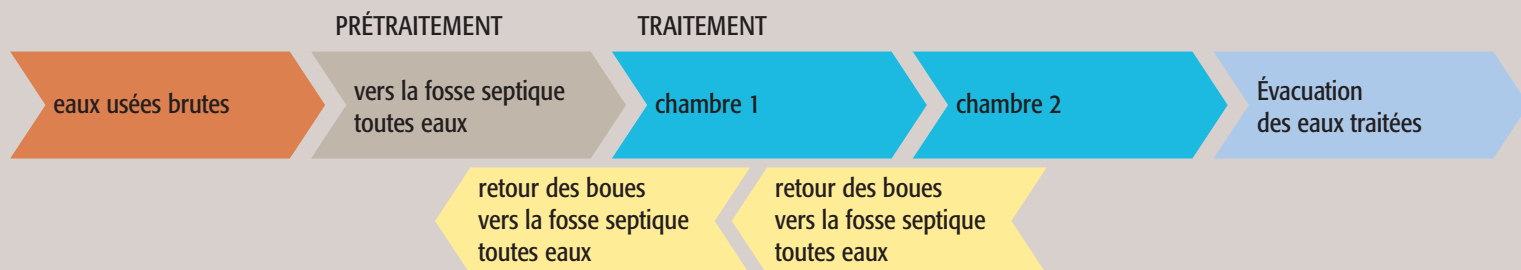 PRÉTRAITEMENT
TRAITEMENT
eaux usées brutes
vers la fosse septique
toutes eaux
chambre 1
chambre 2
Évacuation
des eaux traitées
retour des boues
vers la fosse septique
toutes eaux
retour des boues
vers la fosse septique
toutes eaux